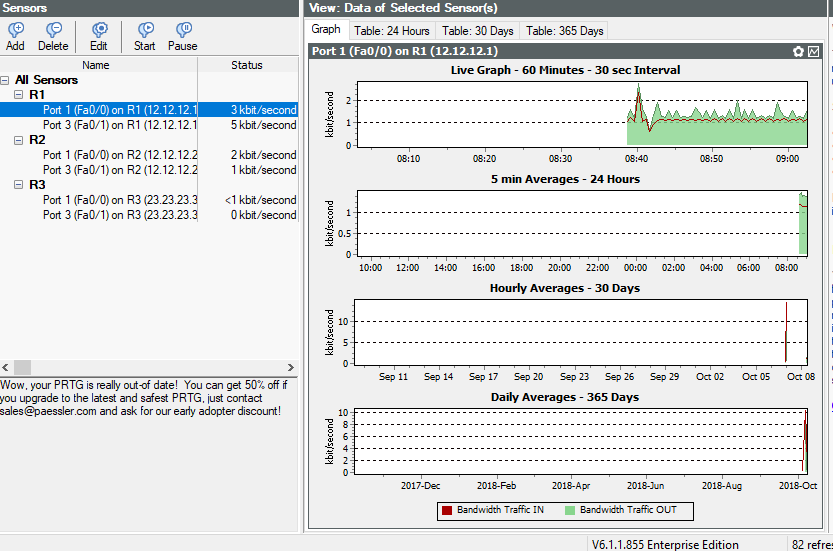 Sensors
Add Delete Edit Start Pause
Name Status
All Sensors
R1
Port 1 (Fa0/0) on R1 (12.12.12.1 3 kbit/second
Port 3 (Fa0/1) on R1 (12.12.12.1 5 kbit/second
R2
Port 1 (Fa0/0) on R2 (12.12.12.2 2 kbit/second
Port 3 (Fa0/1) on R2 (12.12.12.2 1 kbit/second
R3
Port 1 (Fa0/0) on R3 (23.23.23.3 <1 kbit/second
Port 3 (Fa0/1) on R3 (23.23.23.3 0 kbit/second
Wow, your PRTG is really out-of date! You can get 50% off if
you upgrade to the latest and safest PRTG, just contact
sales@paessler.com and ask for our early adopter discount!
View: Data of Selected Sensor(s)
Graph Table: 24 Hours Table: 30 Days Table: 365 Days
Port 1 (Fa0/0) on R1 (12.12.12.1)
Live Graph - 60 Minutes - 30 sec Interval
kbit/second
2
1
0
08:10 08:20 08:30 08:40 08:50 09:00
5 min Averages - 24 Hours
kbit/second
1
0.5
0
10:00 12:00 14:00 16:00 18:00 20:00 22:00 00:00 02:00 04:00 06:00 08:00
Hourly Averages - 30 Days
kbit/second
10
5
0
Sep 11 Sep 14 Sep 17 Sep 20 Sep 23 Sep 26 Sep 29 Oct 02 Oct 05 Oct 08
Daily Averages - 365 Days
kbit/second
10
8
6
4
2
0
2017-Dec 2018-Feb 2018-Apr 2018-Jun 2018-Aug 2018-Oct
Bandwidth Traffic IN Bandwidth Traffic OUT
V6.1.1.855 Enterprise Edition 82 refre